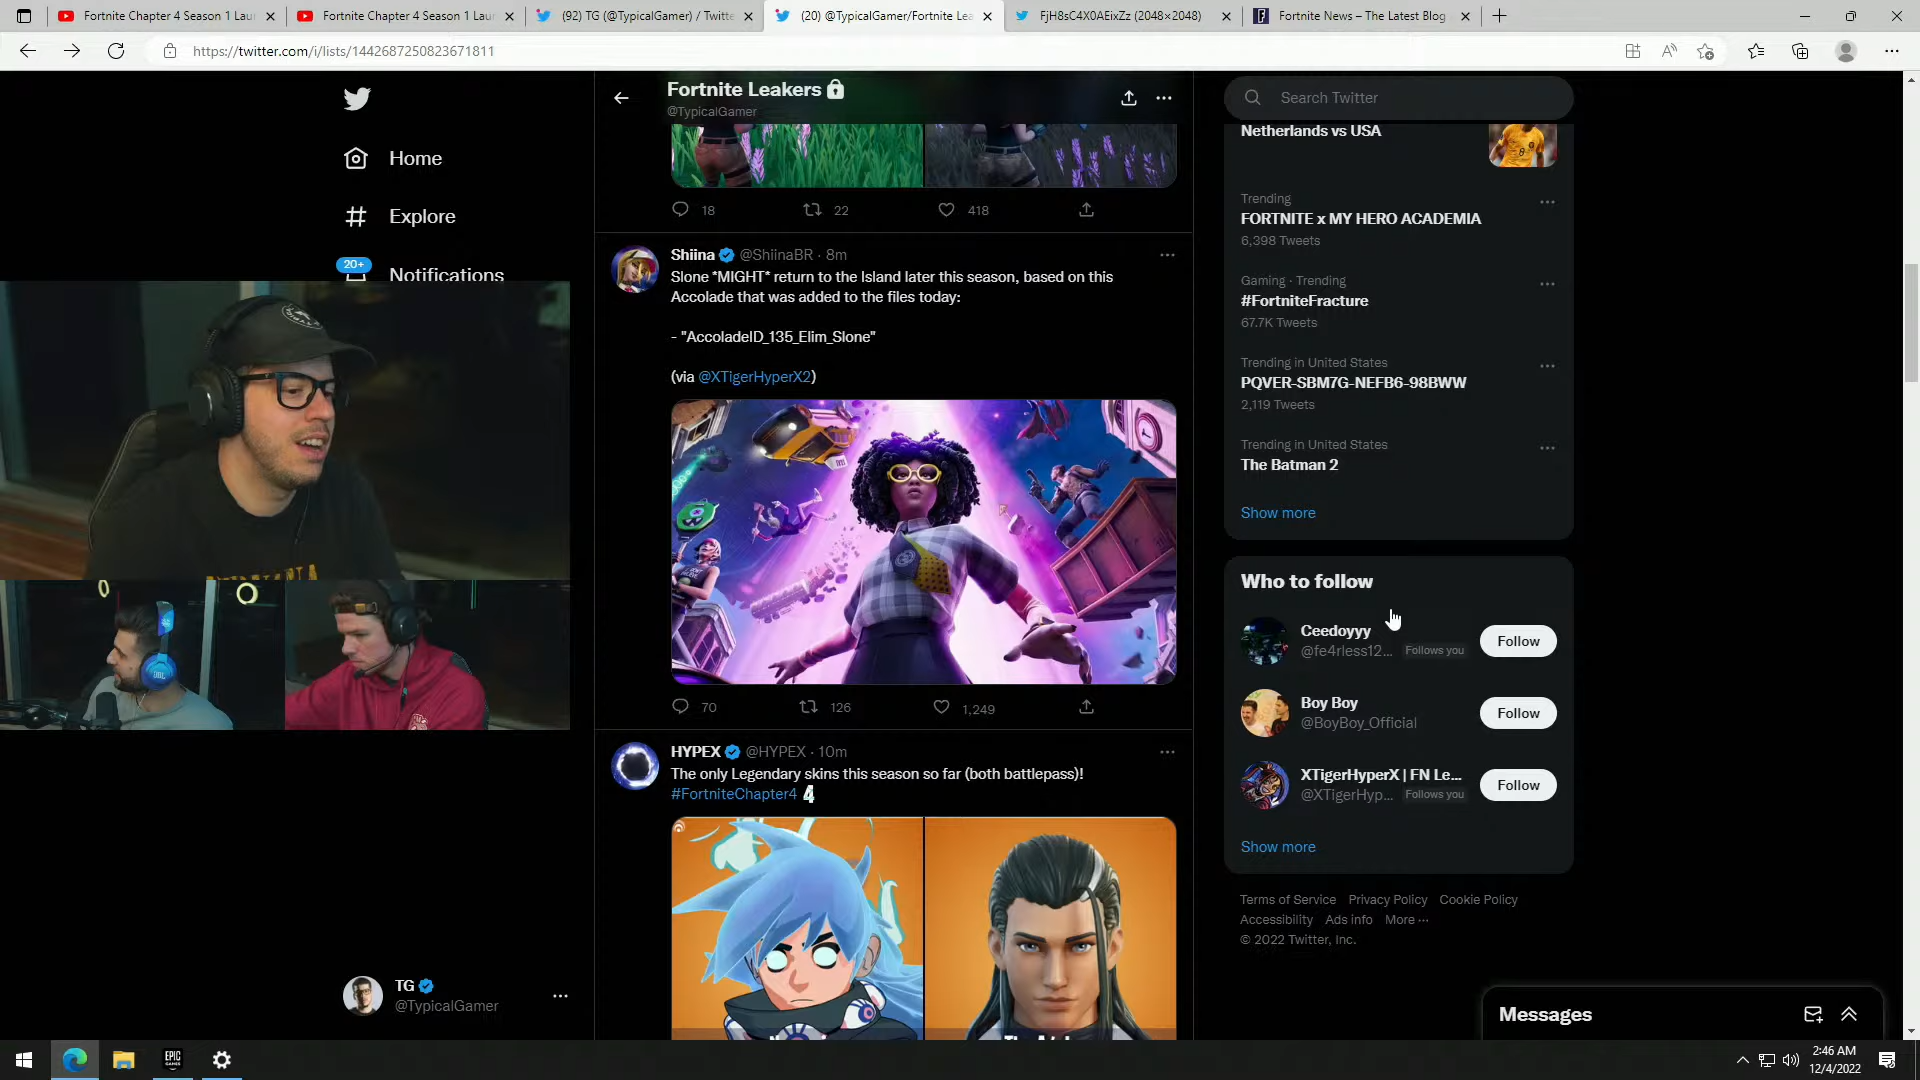 Fortnite Chapter 4 Season 1 Lau
Fortnite Chapter 4 Season 1 Lau
(92) TG (@TypicalGamer) / Twitte
(20) @TypicalGamer/Fortnite Lea
FjH8sC4X0AEixZz (2048×2048)
Fortnite News – The Latest Blog
https://twitter.com/i/lists/1442687250823671811
Home
Explore
20+
Notifications
TG
@TypicalGamer
Fortnite Leakers
@TypicalGamer
18
22
418
Shiina @ShiinaBR · 8m
Slone *MIGHT* return to the Island later this season, based on this
Accolade that was added to the files today:
- "AccoladeID_135_Elim_Slone"
(via @XTigerHyperX2)
70
126
1,249
HYPEX @HYPEX · 10m
The only Legendary skins this season so far (both battlepass)!
#FortniteChapter4 4
Search Twitter
Netherlands vs USA
Trending
FORTNITE x MY HERO ACADEMIA
6,398 Tweets
Gaming · Trending
#FortniteFracture
67.7K Tweets
Trending in United States
PQVER-SBM7G-NEFB6-98BWW
2,119 Tweets
Trending in United States
The Batman 2
Show more
Who to follow
Ceedoyyy
@fe4rless12... Follows you
Follow
Boy Boy
@BoyBoy_Official
Follow
XTigerHyperX | FN Le...
@XTigerHyp... Follows you
Follow
Show more
Terms of Service Privacy Policy Cookie Policy
Accessibility Ads info More ···
© 2022 Twitter, Inc.
Messages
EPIC
GAMES
2:46 AM
12/4/2022